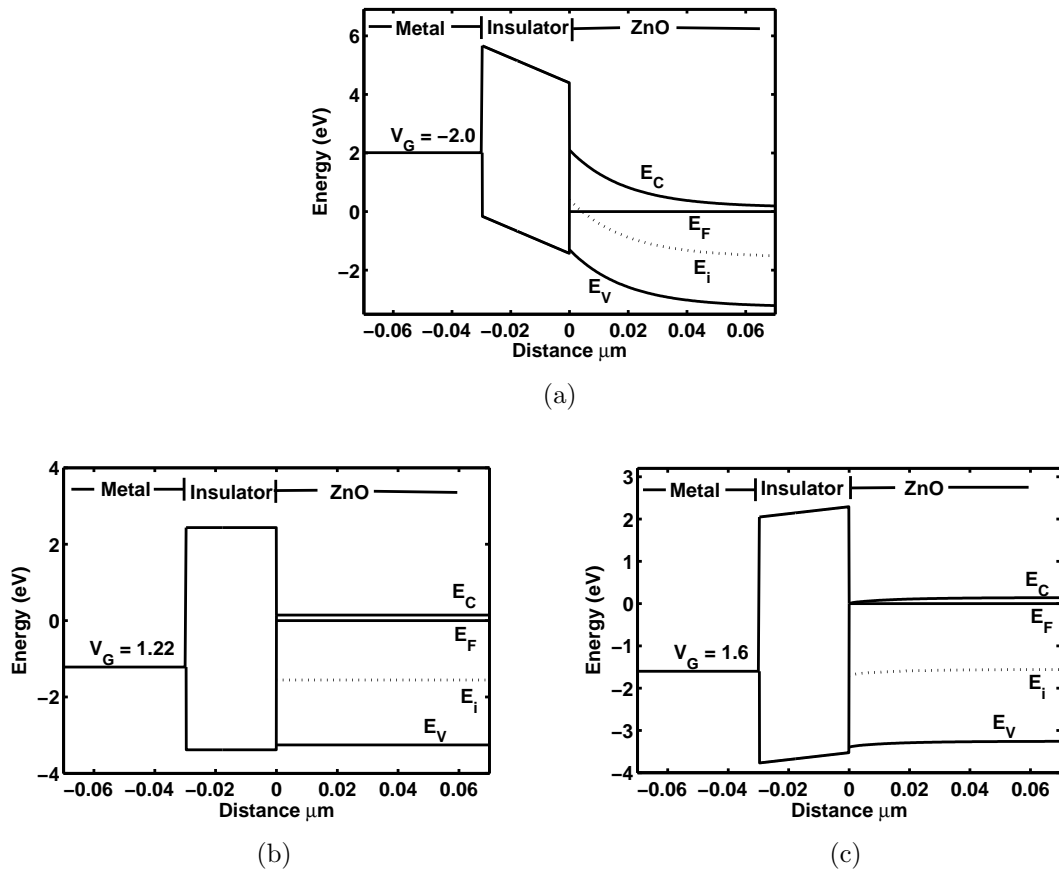 Metal Insulator ZnO
6
4
2
0
−2
Energy (eV)
V_G = −2.0
E_C
E_F
E_i
E_V
−0.06 −0.04 −0.02 0 0.02 0.04 0.06
Distance μm
(a)
Metal Insulator ZnO
4
2
0
−2
−4
Energy (eV)
V_G = 1.22
E_C
E_F
E_i
E_V
−0.06 −0.04 −0.02 0 0.02 0.04 0.06
Distance μm
(b)
Metal Insulator ZnO
3
2
1
0
−1
−2
−3
−4
Energy (eV)
V_G = 1.6
E_C
E_F
E_i
E_V
−0.06 −0.04 −0.02 0 0.02 0.04 0.06
Distance μm
(c)